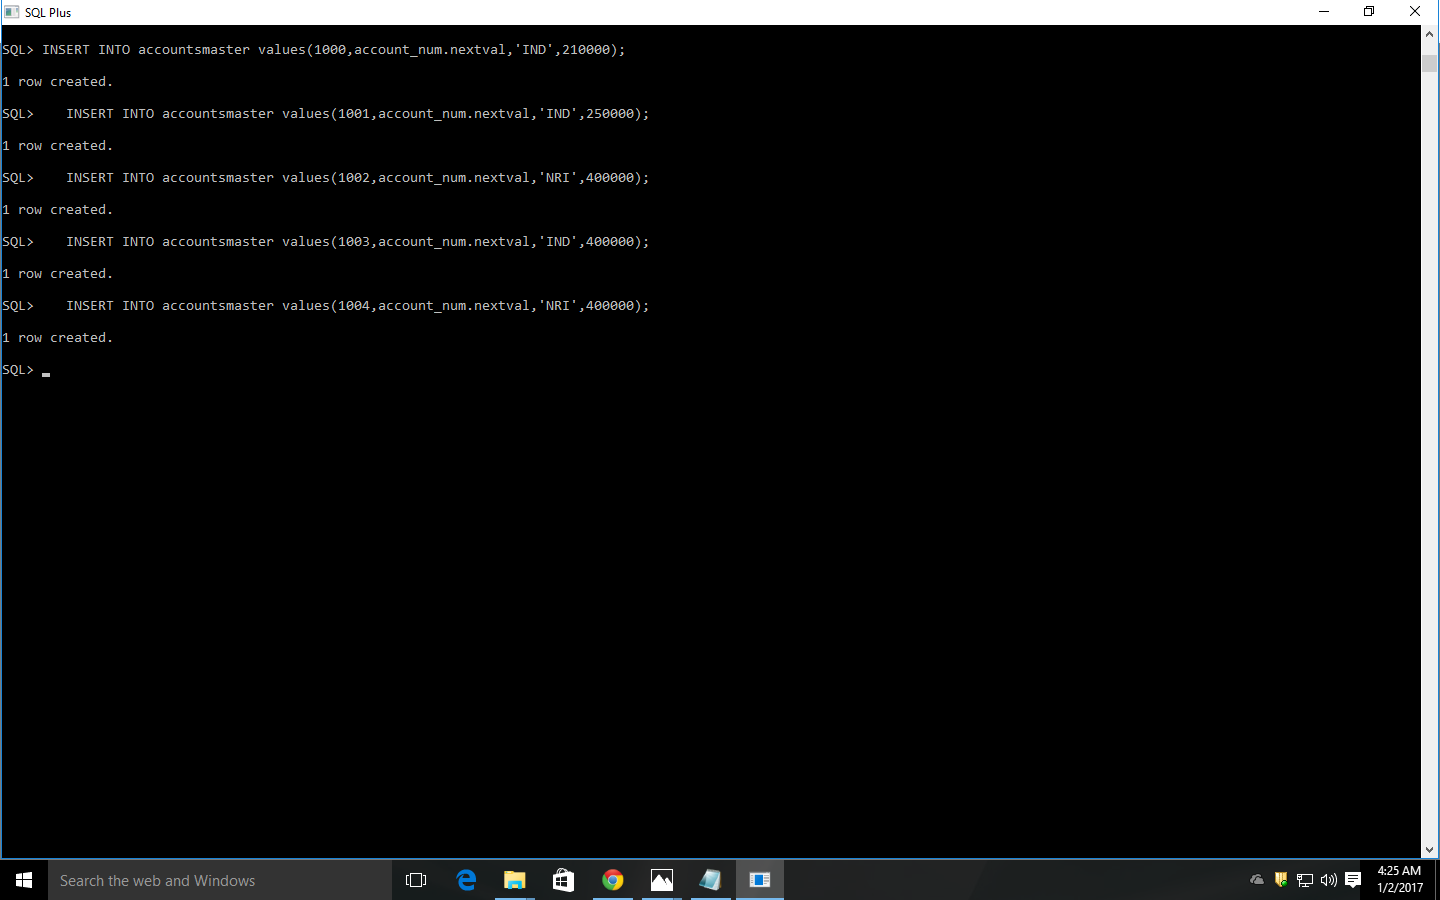 SQL Plus
SQL> INSERT INTO accountsmaster values(1000,account_num.nextval,'IND',210000);
1 row created.
SQL>    INSERT INTO accountsmaster values(1001,account_num.nextval,'IND',250000);
1 row created.
SQL>    INSERT INTO accountsmaster values(1002,account_num.nextval,'NRI',400000);
1 row created.
SQL>    INSERT INTO accountsmaster values(1003,account_num.nextval,'IND',400000);
1 row created.
SQL>    INSERT INTO accountsmaster values(1004,account_num.nextval,'NRI',400000);
1 row created.
SQL>
Search the web and Windows
4:25 AM
1/2/2017